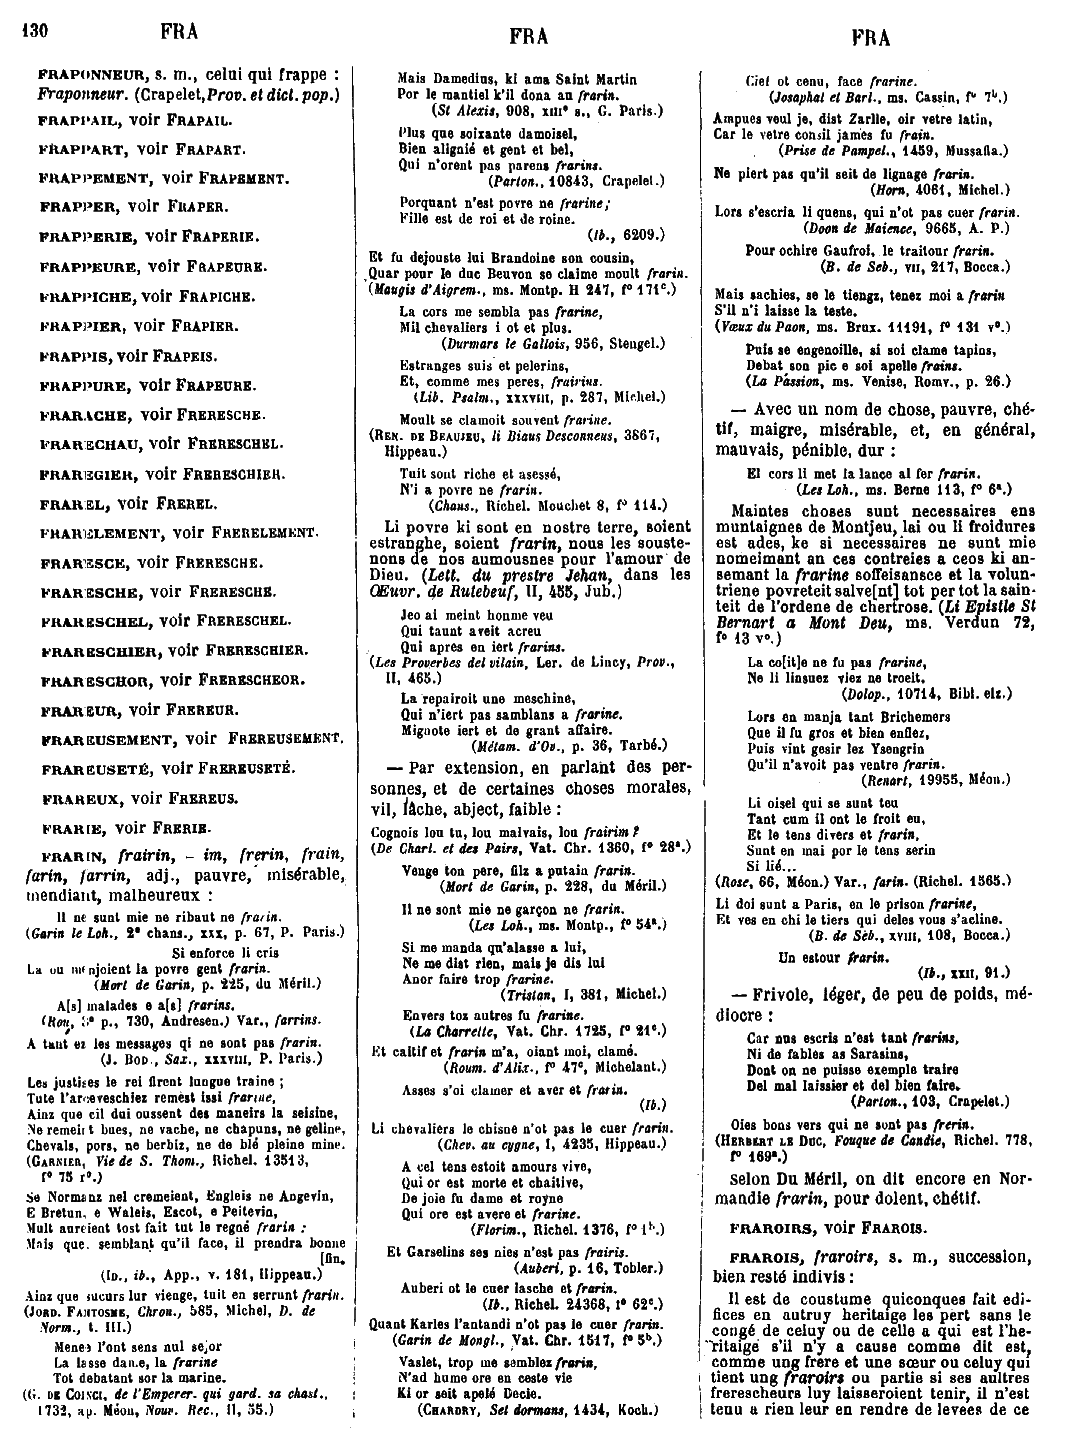 130 FRA
FRA
FRA
FRAPONNEUR, s. m., celui qui frappe :
Fraponneur. (Crapelet, Prov. et dict. pop.)
FRAPPAIL, voir FRAPAIL.
FRAPPART, voir FRAPART.
FRAPPEMENT, voir FRAPEMENT.
FRAPPER, voir FRAPER.
FRAPPERIE, voir FRAPERIE.
FRAPPEURE, voir FRAPEURE.
FRAPPICHE, voir FRAPICHE.
FRAPPIER, voir FRAPIER.
FRAPPIS, voir FRAPEIS.
FRAPPURE, voir FRAPEURE.
FRARACHE, voir FRERESCHE.
FRARECHAU, voir FRERESCHEL.
FRAREGIER, voir FRERESCHIER.
FRAREL, voir FREREL.
FRARELEMENT, voir FRERELEMENT.
FRARESCE, voir FRERESCHE.
FRARESCHE, voir FRERESCHE.
FRARESCHEL, voir FRERESCHEL.
FRARESCHIER, voir FRERESCHIER.
FRARESCHOR, voir FRERESCHEOR.
FRAREUR, voir FREREUR.
FRAREUSEMENT, voir FREREUSEMENT.
FRAREUSETÉ, voir FREREUSETÉ.
FRAREUX, voir FREREUS.
FRARIE, voir FRERIE.
FRARIN, frairin, - im, frerin, frain,
farin, farrin, adj., pauvre, misérable,
mendiant, malheureux :
Il ne sunt mie ne ribaut ne frarin.
(Garin le Loh., 2e chans., xxx, p. 67, P. Paris.)
Si enforce li cris
La ou menjoient la povre gent frarin.
(Mort de Garin, p. 225, du Méril.)
A[s] malades e a[s] frarins.
(Rou, 3e p., 730, Andresen.) Var., farrins.
A tant ez les messages qi ne sont pas frarin.
(J. BOD., Sax., xxxviii, P. Paris.)
Les justises le rei firent lungue traine ;
Tute l'arceveschiez remest issi frarine,
Ainz que cil dui oussent des maneirs la seisine,
Ne remeirt bues, ne vache, ne chapuns, ne geline,
Chevals, pors, ne berbiz, ne de blé pleine mine.
(GARNIER, Vie de S. Thom., Richel. 13513,
f° 75 r°.)
Se Normanz nel cremeient, Engleis ne Angevin,
E Bretun, e Waleis, Escot, e Peitevin,
Mult aureient tost fait tut le regné frarin :
Mais que, semblant qu'il face, il prendra bonne
[fin.
(ID., ib., App., v. 181, Hippeau.)
Ainz que sucurs lur vienge, tuit en serrunt frarin.
(JORD. FANTOSME, Chron., 585, Michel, D. de
Norm., t. III.)
Menes l'ont sens nul sejor
La lasse dame, la frarine
Tot debatant sor la marine.
(G. DE COINCI, de l'Emperer. qui gard. sa chast.,
1732, ap. Méon, Nouv. Rec., II, 55.)
Mais Damedius, ki ama Saint Martin
Por le mantiel k'il dona au frarin.
(St Alexis, 908, xiiie s., G. Paris.)
Plus que soixante damoisel,
Bien alignié et gent et bel,
Qui n'orent pas parens frarins.
(Parton., 10843, Crapelet.)
Porquant n'est povre ne frarine;
Fille est de roi et de roine.
(Ib., 6209.)
Et fu dejouste lui Brandoine son cousin,
Quar pour le duc Beuvon se claime moult frarin.
(Maugis d'Aigrem., ms. Montp. H 247, f° 171c.)
La cors me sembla pas frarine,
Mil chevaliers i ot et plus.
(Durmars le Gallois, 956, Stengel.)
Estranges suis et pelerins,
Et, comme mes peres, frairins.
(Lib. Psalm., xxxviii, p. 287, Michel.)
Moult se clamoit souvent frarine.
(REN. DE BEAUJEU, li Biaus Desconneus, 3867,
Hippeau.)
Tuit sont riche et asessé,
N'i a povre ne frarin.
(Chans., Richel. Mouchet 8, f° 114.)
Li povre ki sont en nostre terre, soient
estranghe, soient frarin, nous les souste-
nons de nos aumousnes pour l'amour de
Dieu. (Lett. du prestre Jehan, dans les
Œuvr. de Rutebeuf, II, 455, Jub.)
Jeo ai meint honme veu
Qui taunt aveit acreu
Qui apres en iert frarins.
(Les Proverbes del vilain, Ler. de Lincy, Prov.,
II, 465.)
La repairoit une meschine,
Qui n'iert pas samblans a frarine.
Mignote iert et de grant affaire.
(Métam. d'Ov., p. 36, Tarbé.)
— Par extension, en parlant des per-
sonnes, et de certaines choses morales,
vil, lâche, abject, faible :
Cognois lou tu, lou malvais, lou frairim ?
(De Charl. et des Pairs, Vat. Chr. 1360, f° 28a.)
Venge ton pere, filz a putain frarin.
(Mort de Garin, p. 228, du Méril.)
Il ne sont mie ne garçon ne frarin.
(Les Loh., ms. Montp., f° 54a.)
Si me manda qu'alasse a lui,
Ne me dist rien, mais je dis lui
Anor faire trop frarine.
(Tristan, I, 381, Michel.)
Envers toz autres fu frarine.
(La Charrette, Vat. Chr. 1725, f° 21c.)
Et caitif et frarin m'a, oiant moi, clamé.
(Roum. d'Alix., f° 47c, Michelant.)
Asses s'oi clamer et aver et frarin.
(Ib.)
Li chevaliers le chisne n'ot pas le cuer frarin.
(Chev. au cygne, I, 4235, Hippeau.)
A cel tens estoit amours vive,
Qui or est morte et chaitive,
De joie fu dame et royne
Qui ore est avere et frarine.
(Florim., Richel. 1376, f° 1b.)
Et Garselins ses nies n'est pas frairis.
(Auberi, p. 16, Tobler.)
Auberi ot le cuer lasche et frarin.
(Ib., Richel. 24368, f° 62c.)
Quant Karles l'antandi n'ot pas le cuer frarin.
(Garin de Mongl., Vat. Chr. 1517, f° 5b.)
Vaslet, trop me semblez frarin,
N'ad hume ore en ceste vie
Ki or seit apelé Decie.
(CHARDRY, Set dormans, 1434, Koch.)
Ciel ot cenu, face frarine.
(Josaphat et Barl., ms. Cassin, f° 7b.)
Ampues veul je, dist Zarlie, oir vetre latin,
Car le vetre consil james fu frain.
(Prise de Pampel., 1459, Mussafia.)
Ne piert pas qu'il seit de lignage frarin.
(Horn, 4061, Michel.)
Lors s'escria li quens, qui n'ot pas cuer frarin.
(Doon de Maience, 9665, A. P.)
Pour ochire Gaufroi, le traitour frarin.
(B. de Seb., vii, 217, Bocca.)
Mais sachies, se le tiengz, tenez moi a frarin
S'il n'i laisse la teste.
(Vœux du Paon, ms. Brux. 11191, f° 131 v°.)
Puis se engenoille, si soi clame tapins,
Debat son pic e soi apelle frains.
(La Passion, ms. Venise, Romv., p. 26.)
— Avec un nom de chose, pauvre, ché-
tif, maigre, misérable, et, en général,
mauvais, pénible, dur :
El cors li met la lance al fer frarin.
(Les Loh., ms. Berne 113, f° 6a.)
Maintes choses sunt necessaires ens
muntaignes de Montjeu, lai ou li froidures
est ades, ke si necessaires ne sunt mie
nomeimant an ces contreies a ceos ki an-
semant la frarine soffeisansce et la volun-
triene povreteit salve[nt] tot per tot la sain-
teit de l'ordene de chertrose. (Li Epistle St
Bernart a Mont Deu, ms. Verdun 72,
f° 13 v°.)
La co[it]e ne fu pas frarine,
Ne li linsuez viez ne troeit.
(Dolop., 10714, Bibl. elz.)
Lors en manja tant Brichemers
Que il fu gros et bien enflez,
Puis vint gesir lez Ysengrin
Qu'il n'avoit pas ventre frarin.
(Renart, 19955, Méon.)
Li oisel qui se sunt teu
Tant cum il ont le froit eu,
Et le tens divers et frarin,
Sunt en mai por le tens serin
Si lié...
(Rose, 66, Méon.) Var., farin. (Richel. 1565.)
Li doi sunt a Paris, en le prison frarine,
Et ves en chi le tiers qui deles vous s'acline.
(B. de Seb., xviii, 108, Bocca.)
Un estour frarin.
(Ib., xxii, 91.)
— Frivole, léger, de peu de poids, mé-
diocre :
Car nus escris n'est tant frarins,
Ni de fables as Sarasins,
Dont on ne puisse exemple traire
Del mal laissier et del bien faire.
(Parton., 103, Crapelet.)
Oies bons vers qui ne sont pas frerin.
(HERBERT LE DUC, Fouque de Candie, Richel. 778,
f° 169a.)
Selon Du Méril, on dit encore en Nor-
mandie frarin, pour dolent, chétif.
FRAROIRS, voir FRAROIS.
FRAROIS, fraroirs, s. m., succession,
bien resté indivis :
Il est de coustume quiconques fait edi-
fices en autruy heritaige les pert sans le
congé de celuy ou de celle a qui est l'he-
ritaige s'il n'y a cause comme dit est,
comme ung frere et une sœur ou celuy qui
tient ung fraroirs ou partie si ses aultres
frerescheurs luy laisseroient tenir, il n'est
tenu a rien leur en rendre de levees de ce